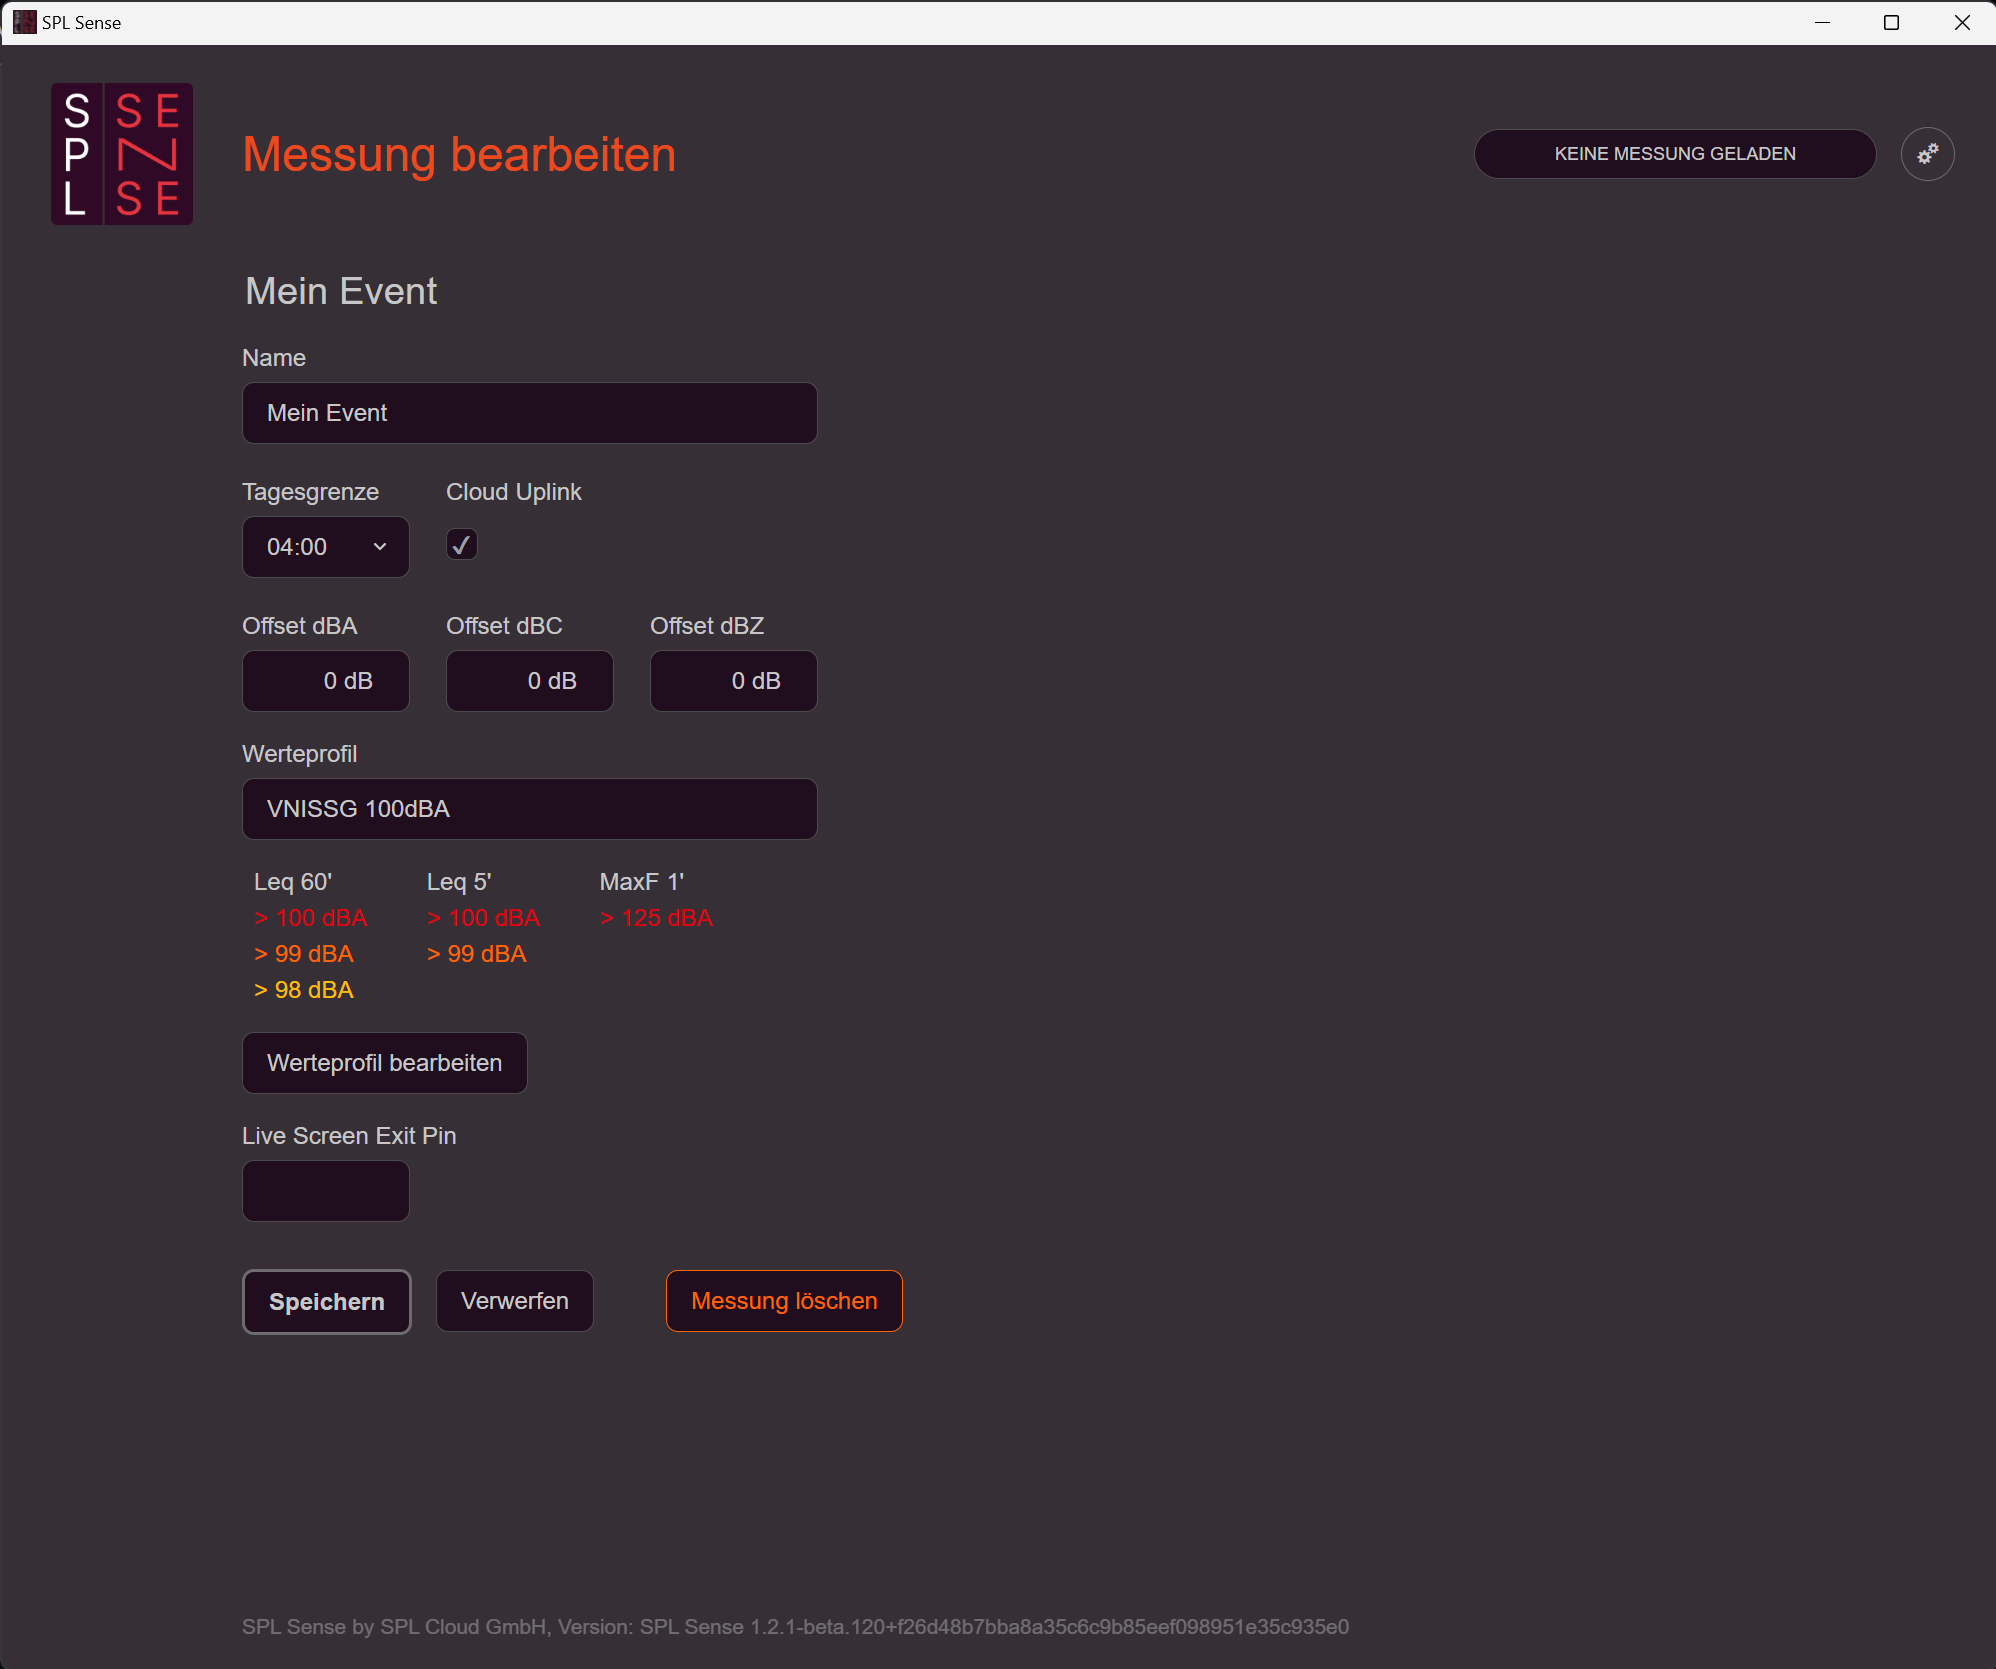 SPL Sense
SPL SENSE
Messung bearbeiten
KEINE MESSUNG GELADEN
Mein Event
Name
Mein Event
Tagesgrenze Cloud Uplink
04:00
Offset dBA Offset dBC Offset dBZ
0 dB 0 dB 0 dB
Werteprofil
VNISSG 100dBA
Leq 60' Leq 5' MaxF 1'
> 100 dBA > 100 dBA > 125 dBA
> 99 dBA > 99 dBA
> 98 dBA
Werteprofil bearbeiten
Live Screen Exit Pin
Speichern Verwerfen Messung löschen
SPL Sense by SPL Cloud GmbH, Version: SPL Sense 1.2.1-beta.120+f26d48b7bba8a35c6c9b85eef098951e35c935e0